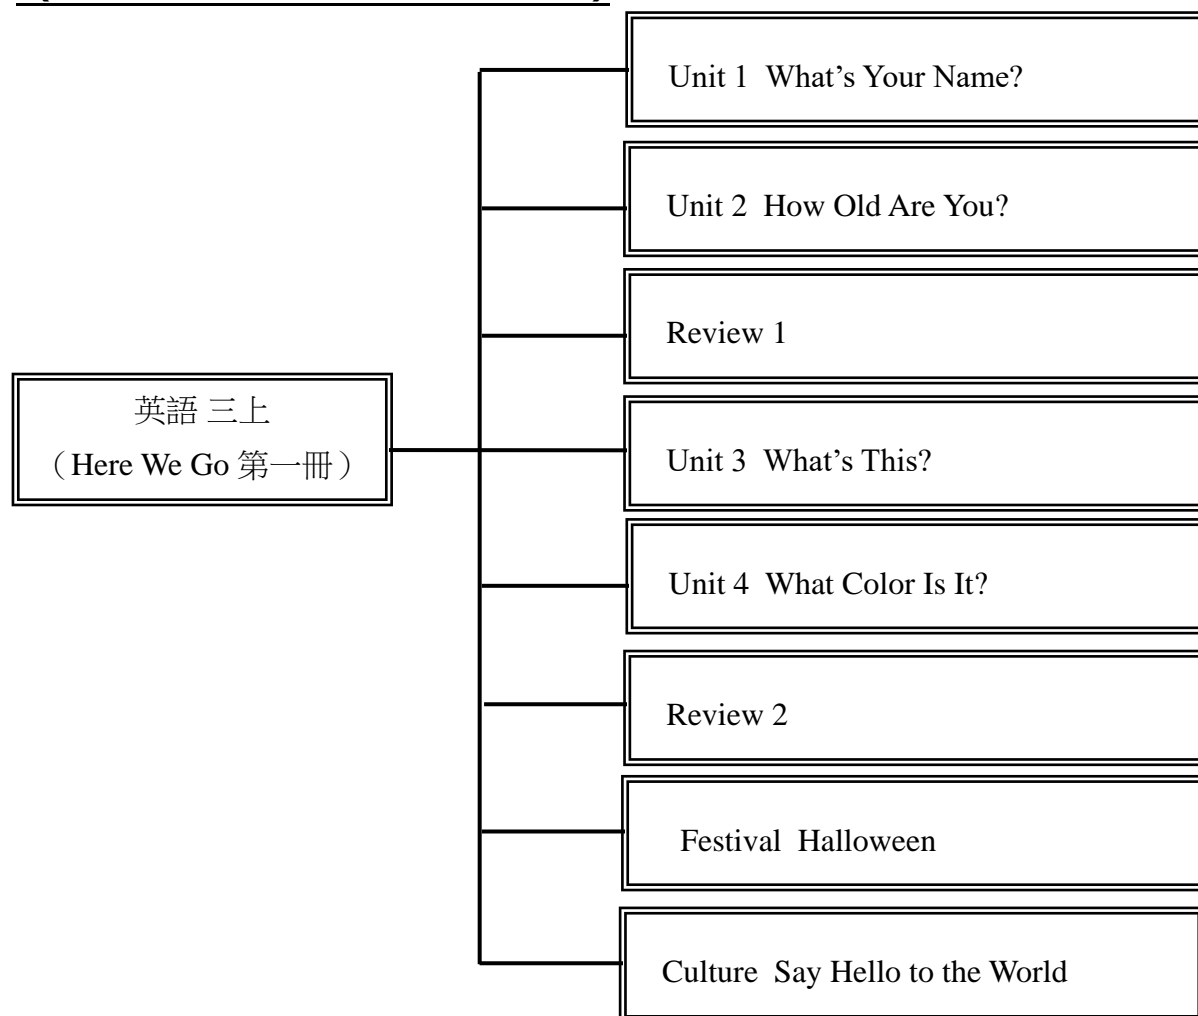 Unit 1 What's Your Name?
Unit 2 How Old Are You?
Review 1
英語 三上
（Here We Go 第一冊）
Unit 3 What's This?
Unit 4 What Color Is It?
Review 2
Festival Halloween
Culture Say Hello to the World